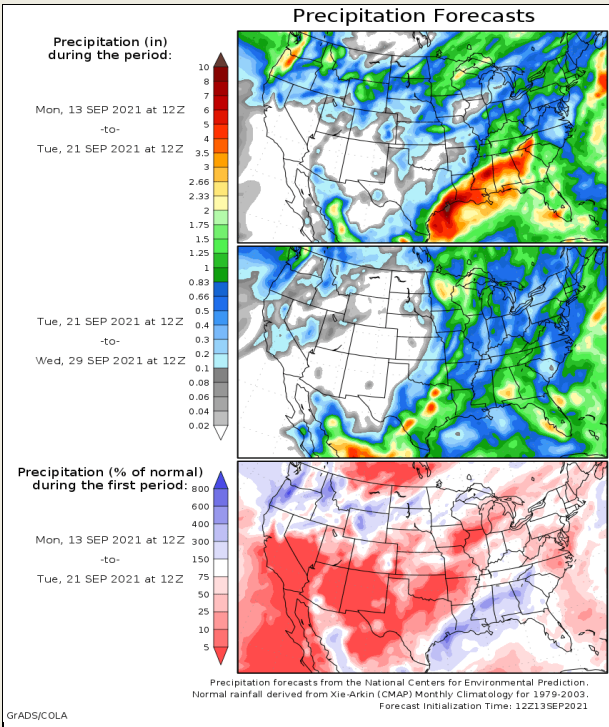 Precipitation Forecasts
Precipitation (in)
during the period:
Mon, 13 SEP 2021 at 12Z
-to-
Tue, 21 SEP 2021 at 12Z
10
8
7
6
5
4
3.5
3
2.66
2.33
2
1.75
1.5
1.25
1
0.83
0.66
0.5
0.4
0.3
0.2
0.1
0.08
0.06
0.04
0.02
Tue, 21 SEP 2021 at 12Z
-to-
Wed, 29 SEP 2021 at 12Z
Precipitation (% of normal)
during the first period:
Mon, 13 SEP 2021 at 12Z
-to-
Tue, 21 SEP 2021 at 12Z
800
600
400
300
150
75
50
25
10
5
Precipitation forecasts from the National Centers for Environmental Prediction.
Normal rainfall derived from Xie-Arkin (CMAP) Monthly Climatology for 1979-2003.
Forecast Initialization Time: 12Z13SEP2021
GrADS/COLA